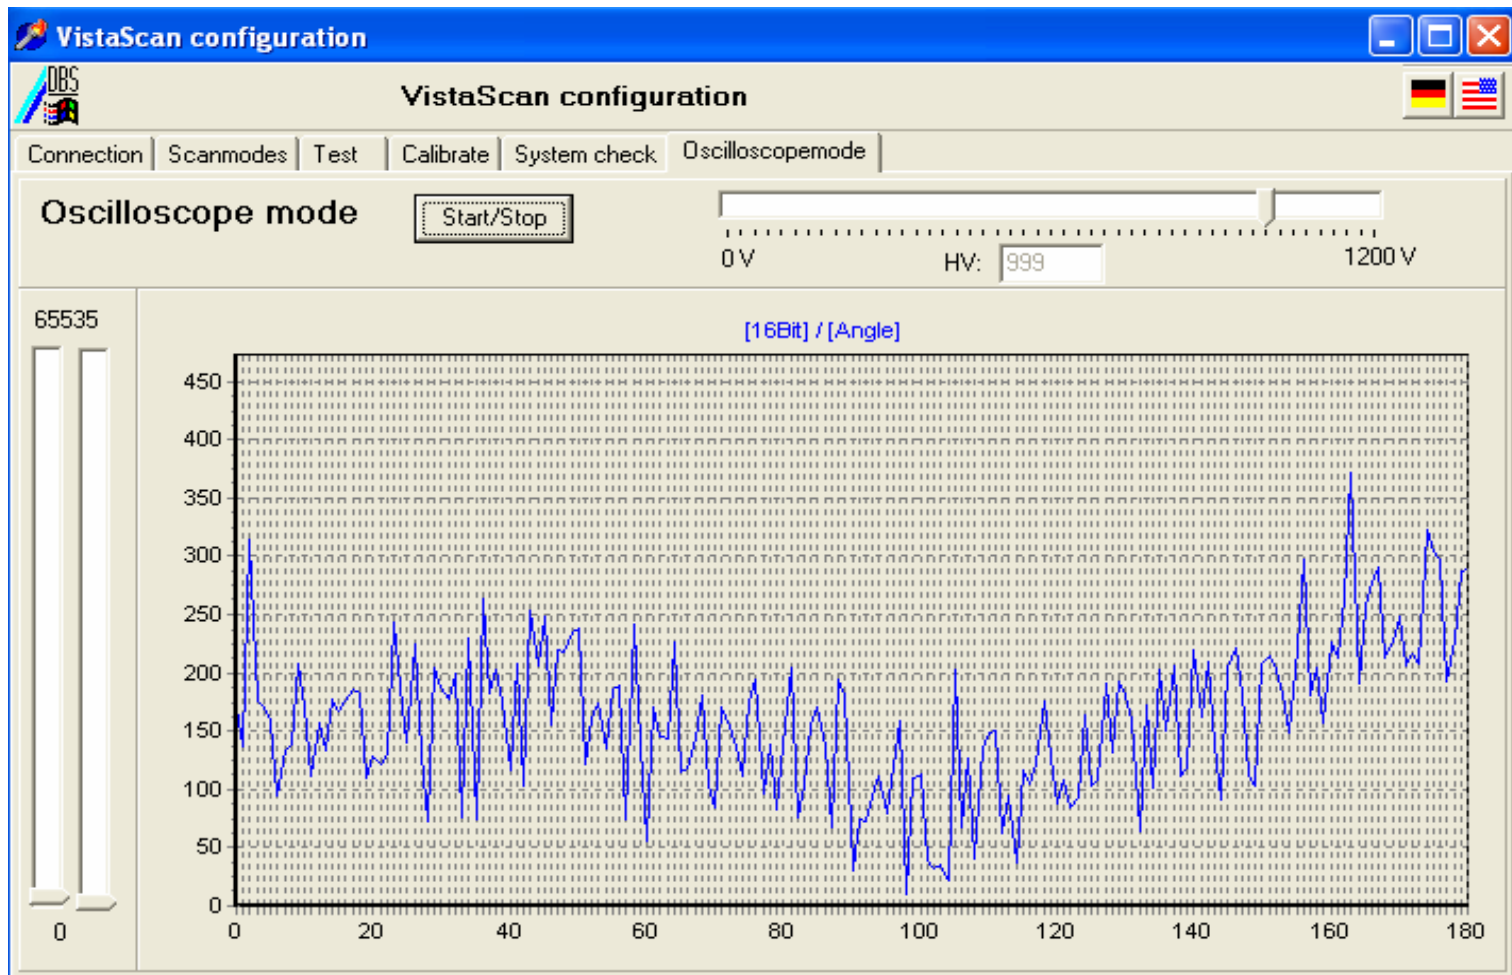 VistaScan configuration
DBS
VistaScan configuration
Connection Scanmodes Test Calibrate System check Oscilloscopemode
Oscilloscope mode
Start/Stop
0 V
HV: 999
1200 V
65535
[16Bit] / [Angle]
450
400
350
300
250
200
150
100
50
0
0
0 20 40 60 80 100 120 140 160 180